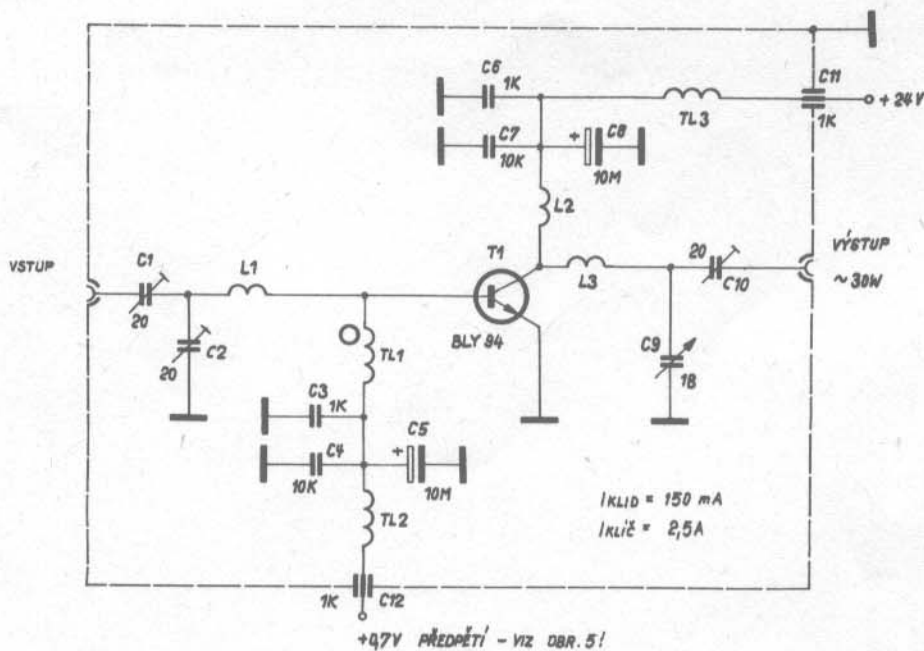 C6
1K
C11
+ 24V
TL3
1K
C7
10K
+
C8
10M
L2
VSTUP
C1
20
L1
T1
L3
20
C10
VÝSTUP
~30W
20
C2
BLY 94
C9
18
TL1
C3
1K
C4
10K
+
C5
10M
TL2
IKLID = 150 mA
IKLÍČ = 2,5A
1K
C12
+0,7V PŘEDPĚTÍ - VIZ OBR. 5!